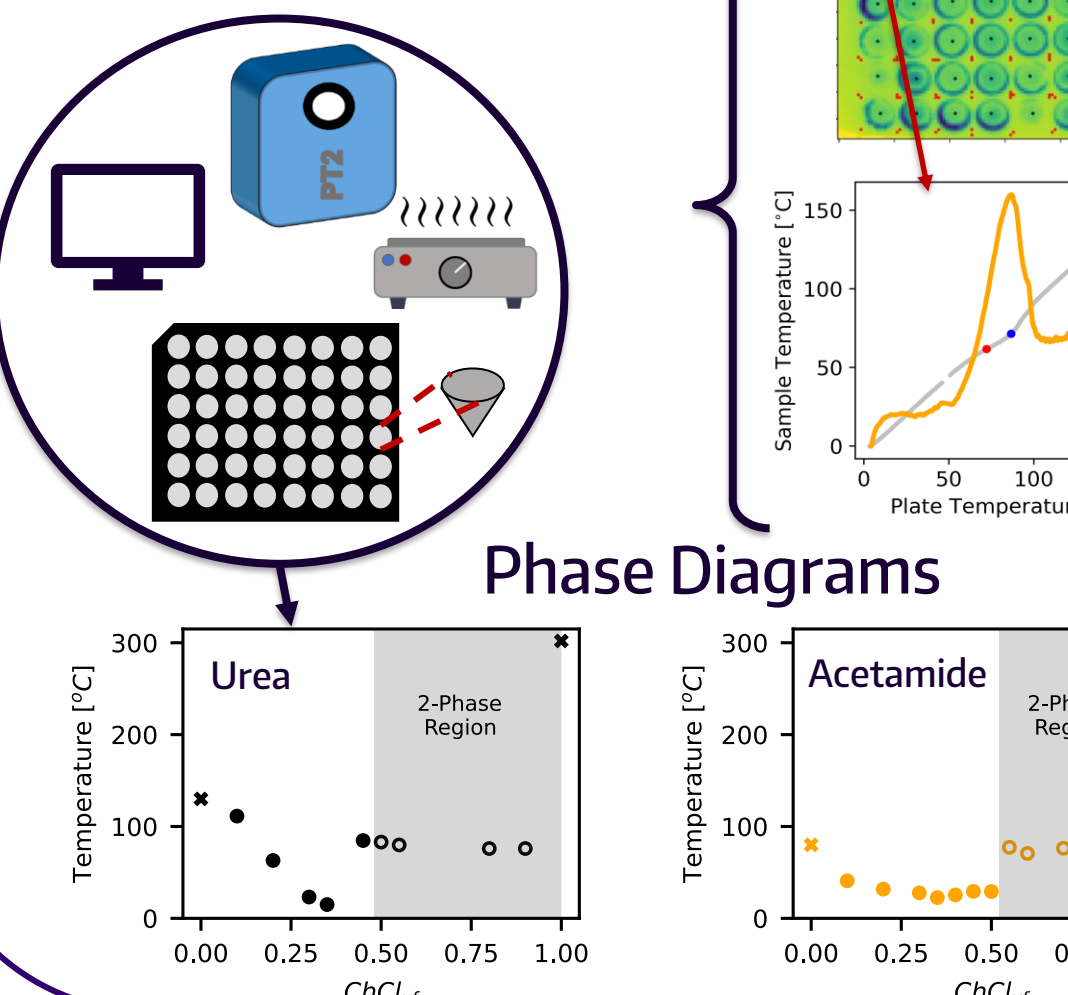 PT2
Sample Temperature [°C]
150
100
50
0
0 50 100
Phase Diagrams
Temperature [°C]
300
200
100
0
Urea
2-Phase
Region
0.00 0.25 0.50 0.75 1.00
Temperature [°C]
300
200
100
0
Acetamide
0.00 0.25 0.50
Plate